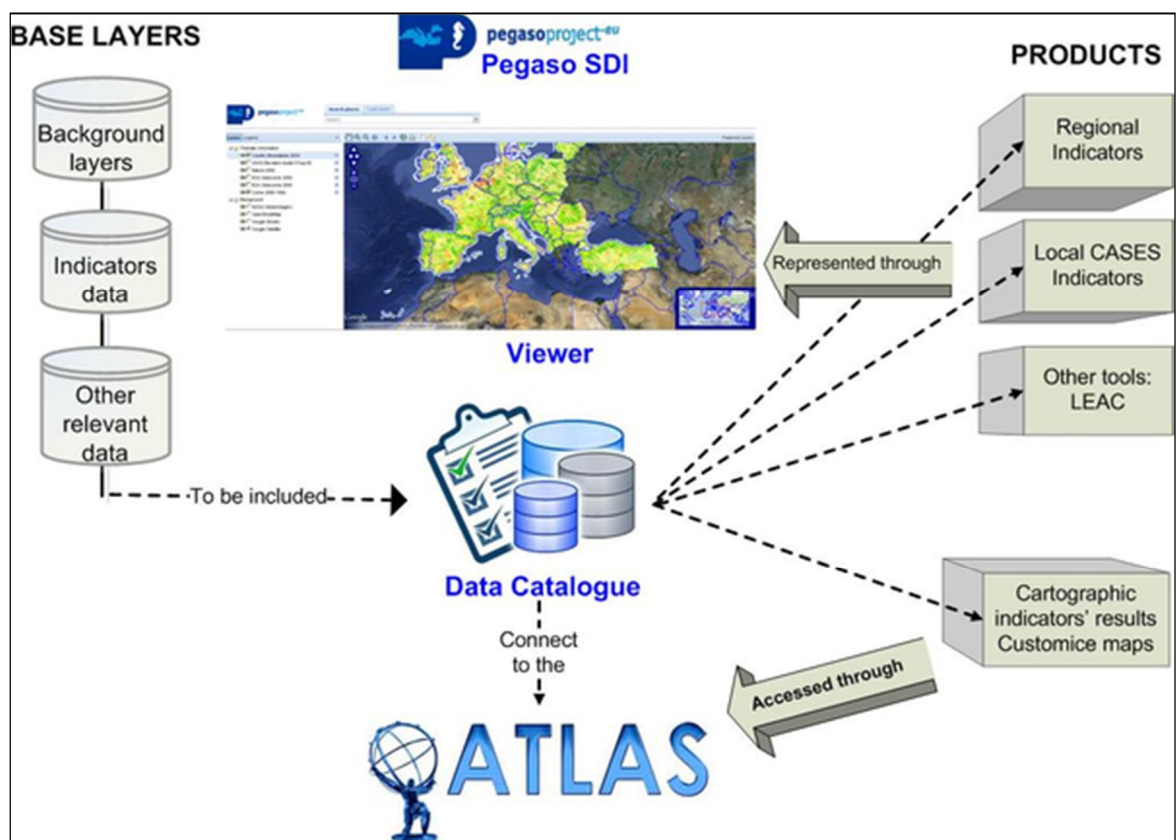 BASE LAYERS
pegasoproject.eu
Pegaso SDI
PRODUCTS
Background
layers
Indicators
data
Other
relevant
data
To be included
pegasoproject
Viewer
Data Catalogue
Connect
to the
ATLAS
Represented through
Accessed through
Regional
Indicators
Local CASES
Indicators
Other tools:
LEAC
Cartographic
indicators' results
Customice maps